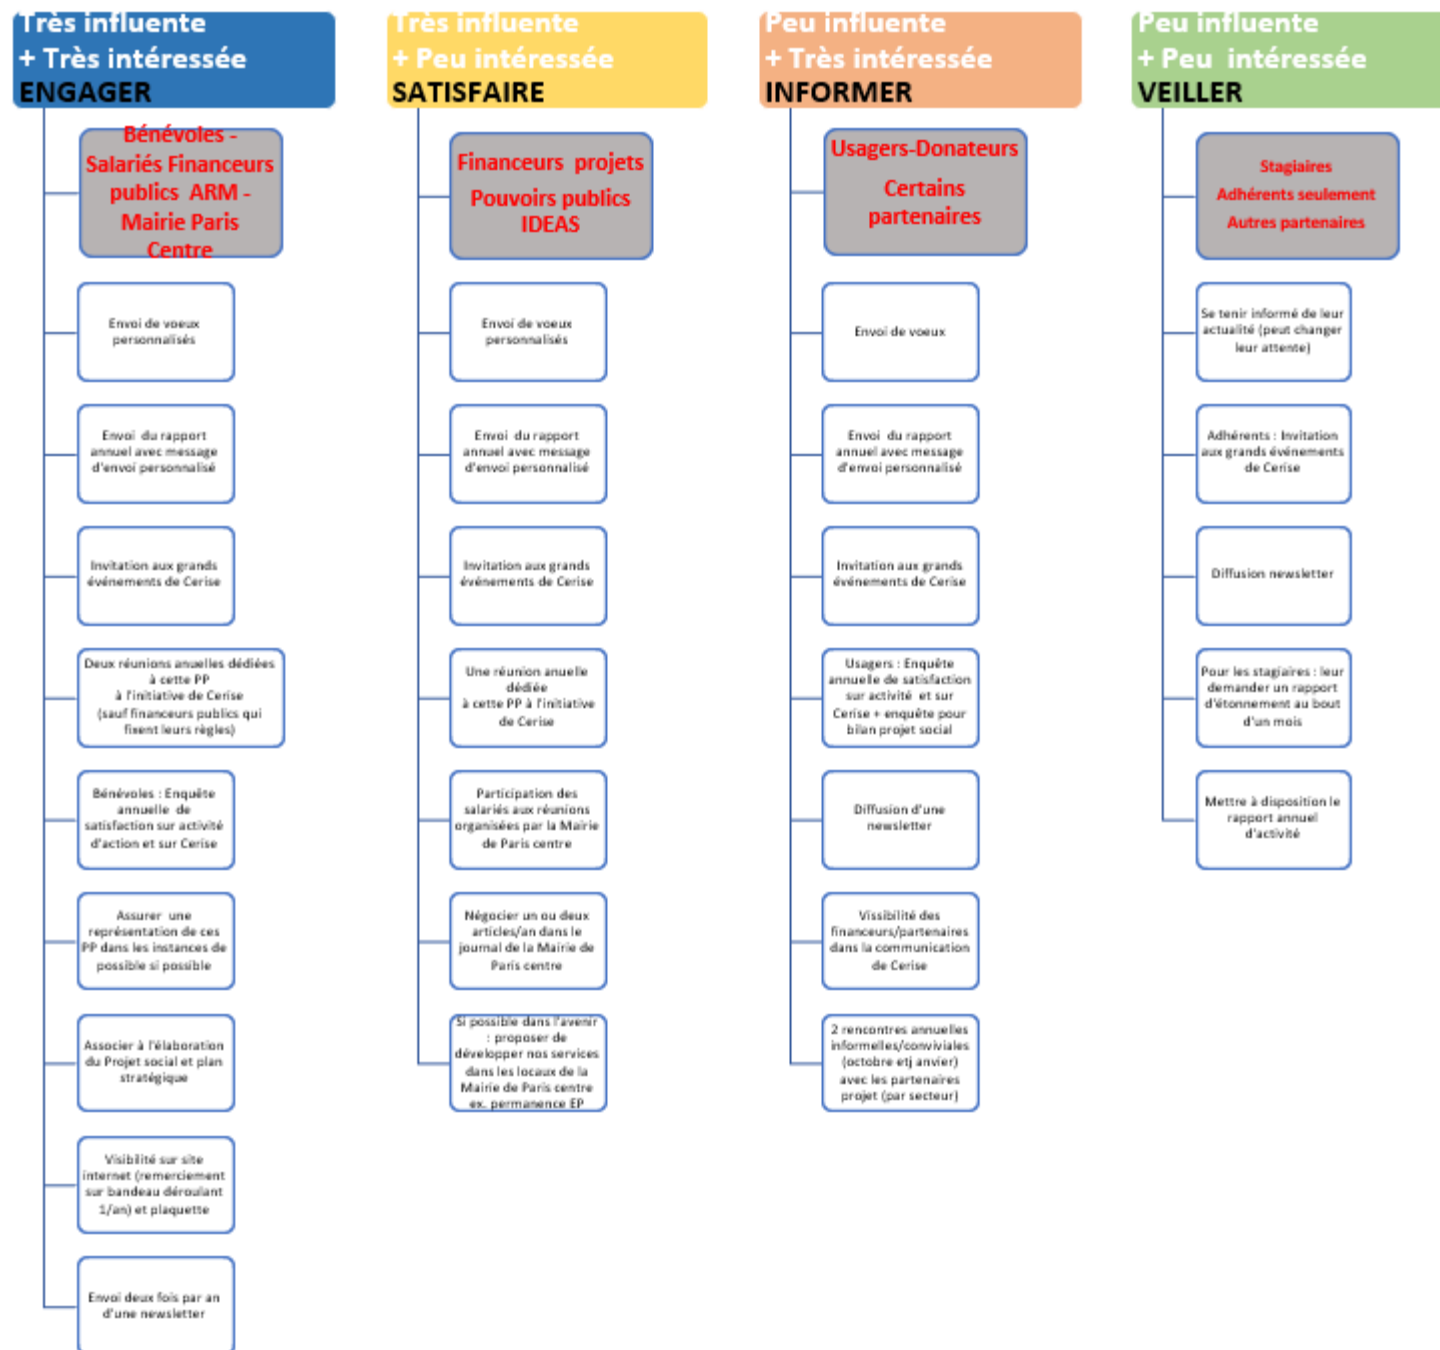 Très influente
+ Très intéressée
ENGAGER
Bénévoles -
Salariés Financeurs
publics  ARM -
Mairie Paris
Centre
Envoi de voeux
personnalisés
Envoi  du rapport
annuel avec message
d'envoi personnalisé
Invitation aux grands
événements de Cerise
Deux réunions anuelles dédiées
à cette PP
à l'initiative de Cerise
(sauf financeurs publics qui
fixent leurs règles)
Bénévoles : Enquête
annuelle  de
satisfaction sur activité
d'action et sur Cerise
Assurer  une
représentation de ces
PP dans les instances de
possible si possible
Associer à l'élaboration
du Projet social et plan
stratégique
Visibilité sur site
internet (remerciement
sur bandeau déroulant
1/an) et plaquette
Envoi deux fois par an
d'une newsletter
Très influente
+ Peu intéressée
SATISFAIRE
Financeurs  projets
Pouvoirs publics
IDEAS
Envoi de voeux
personnalisés
Envoi  du rapport
annuel avec message
d'envoi personnalisé
Invitation aux grands
événements de Cerise
Une réunion anuelle
dédiée
à cette PP à l'initiative
de Cerise
Participation des
salariés aux réunions
organisées par la Mairie
de Paris centre
Négocier un ou deux
articles/an dans le
journal de la Mairie de
Paris centre
Si possible dans l'avenir
: proposer de
développer nos services
dans les locaux de la
Mairie de Paris centre
ex. permanence EP
Peu influente
+ Très intéressée
INFORMER
Usagers-Donateurs
Certains
partenaires
Envoi de voeux
Envoi  du rapport
annuel avec message
d'envoi personnalisé
Invitation aux grands
événements de Cerise
Usagers : Enquête
annuelle de satisfaction
sur activité  et sur
Cerise + enquête pour
bilan projet social
Diffusion d'une
newsletter
Vissibilité des
financeurs/partenaires
dans la communication
de Cerise
2 rencontres annuelles
informelles/conviviales
(octobre etj anvier)
avec les partenaires
projet (par secteur)
Peu influente
+ Peu  intéressée
VEILLER
Stagiaires
Adhérents seulement
Autres partenaires
Se tenir informé de leur
actualité (peut changer
leur attente)
Adhérents : Invitation
aux grands événements
de Cerise
Diffusion newsletter
Pour les stagiaires : leur
demander un rapport
d'étonnement au bout
d'un mois
Mettre à disposition le
rapport annuel
d'activité